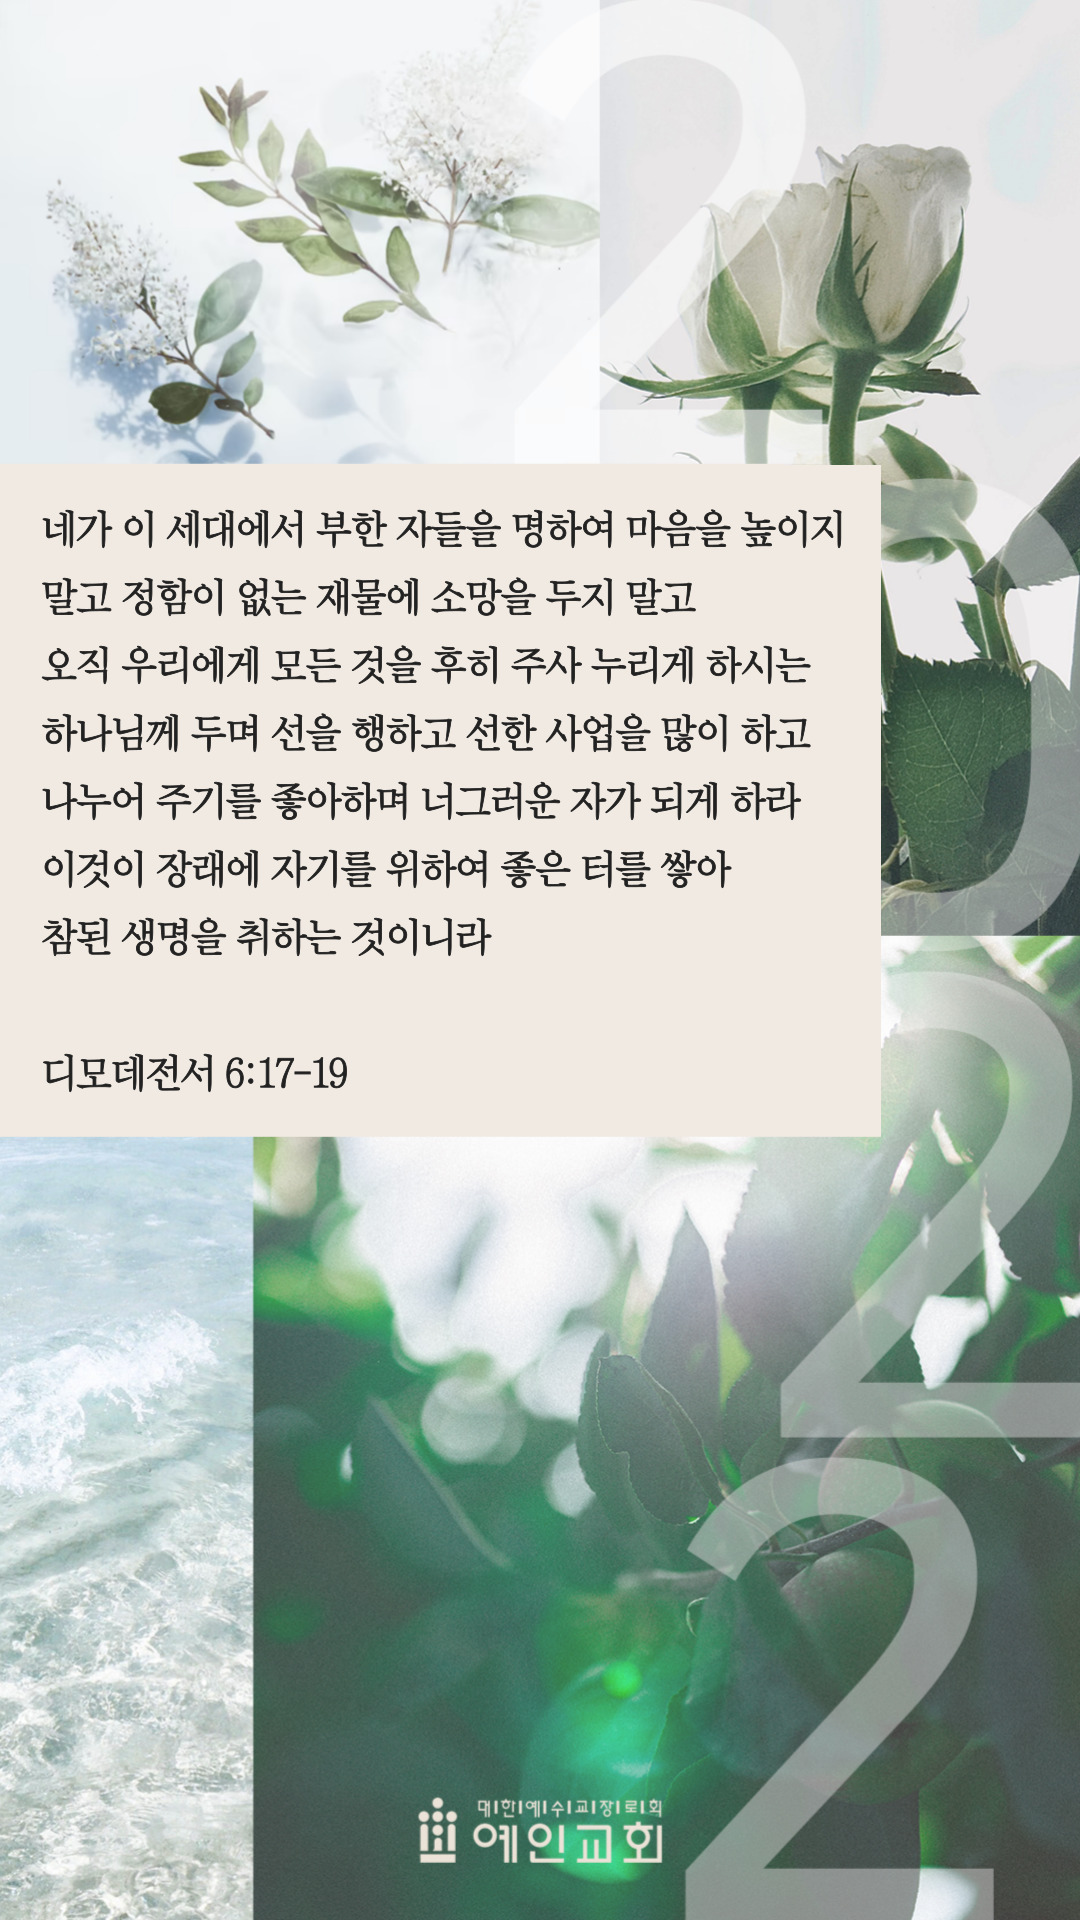 2
0
2
2
네가 이 세대에서 부한 자들을 명하여 마음을 높이지
말고 정함이 없는 재물에 소망을 두지 말고
오직 우리에게 모든 것을 후히 주사 누리게 하시는
하나님께 두며 선을 행하고 선한 사업을 많이 하고
나누어 주기를 좋아하며 너그러운 자가 되게 하라
이것이 장래에 자기를 위하여 좋은 터를 쌓아
참된 생명을 취하는 것이니라
디모데전서 6:17-19
대한예수교장로회
예인교회